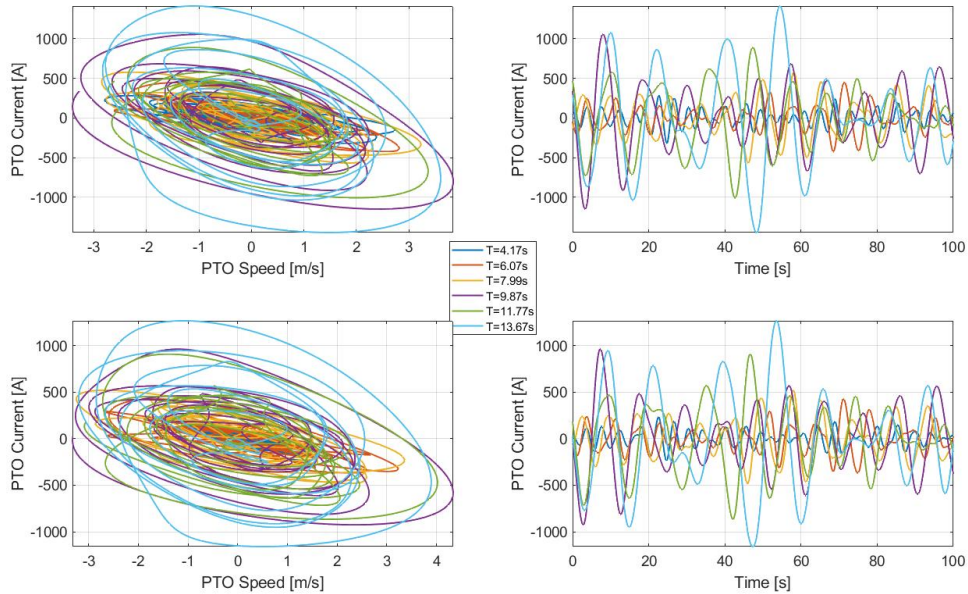 1000
500
0
-500
-1000
PTO Current [A]
-3 -2 -1 0 1 2 3
PTO Speed [m/s]
1000
500
0
-500
-1000
PTO Current [A]
0 20 40 60 80 100
Time [s]
T=4.17s
T=6.07s
T=7.99s
T=9.87s
T=11.77s
T=13.67s
1000
500
0
-500
-1000
PTO Current [A]
-3 -2 -1 0 1 2 3 4
PTO Speed [m/s]
1000
500
0
-500
-1000
PTO Current [A]
0 20 40 60 80 100
Time [s]